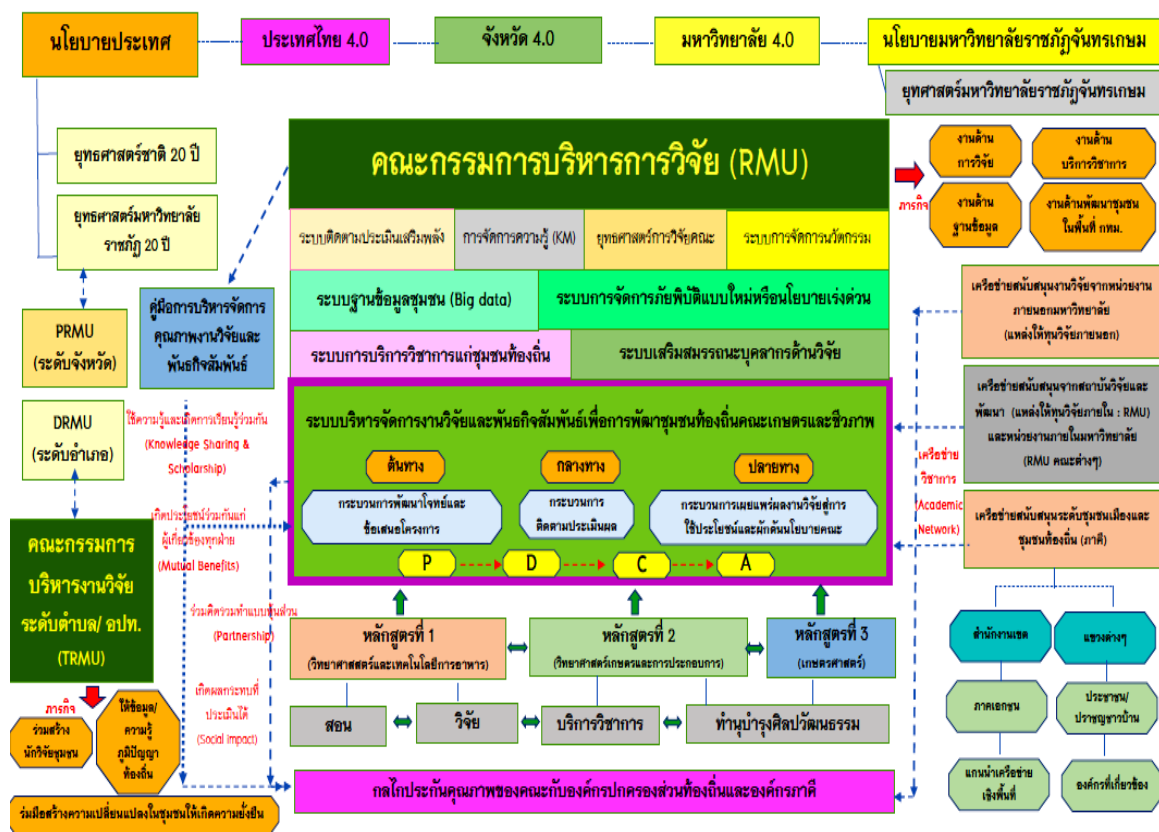 นโยบายประเทศ
ประเทศไทย 4.0
จังหวัด 4.0
มหาวิทยาลัย 4.0
นโยบายมหาวิทยาลัยราชภัฏจันทรเกษม
ยุทศาสตร์มหาวิทยาลัยราชภัฏจันทรเกษม
ยุทธศาสตร์ชาติ 20 ปี
ยุทธศาสตร์มหาวิทยาลัย
ราชภัฏ 20 ปี
คณะกรรมการบริหารการวิจัย (RMU)
ภารกิจ
งานด้าน
การวิจัย
งานด้าน
บริการวิชาการ
งานด้าน
ฐานข้อมูล
งานด้านพัฒนาชุมชน
ในพื้นที่ กทม.
ระบบติดตามประเมินเสริมพลัง
การจัดการความรู้ (KM)
ยุทธศาสตร์การวิจัยคณะ
ระบบการจัดการนวัตกรรม
ระบบฐานข้อมูลชุมชน (Big data)
ระบบการจัดการภัยพิบัติแบบใหม่หรือนโยบายเร่งด่วน
ระบบการบริการวิชาการแก่ชุมชนท้องถิ่น
ระบบเสริมสมรรถนะบุคลากรด้านวิจัย
PRMU
(ระดับจังหวัด)
คู่มือการบริหารจัดการ
คุณภาพงานวิจัยและ
พันธกิจสัมพันธ์
DRMU
(ระดับอำเภอ)
คณะกรรมการ
บริหารงานวิจัย
ระดับตำบล/ อปท.
(TRMU)
ภารกิจ
ร่วมสร้าง
นักวิจัยชุมชน
ให้ข้อมูล/
ความรู้
ภูมิปัญญา
ท้องถิ่น
ร่มมือสร้างความเปลี่ยนแปลงในชุมชนให้เกิดความยั่งยืน
ใช้ความรู้และเกิดการเรียนรู้ร่วมกัน
(Knowledge Sharing &
Scholarship)
เกิดประโยชน์ร่วมกันแก่
ผู้เกี่ยวข้องทุกฝ่าย
(Mutual Benefits)
ร่วมคิดรวมทำแบบหุ้นส่วน
(Partnership)
เกิดผลกระทบที่
ประเมินได้
(Social Impact)
ระบบบริหารจัดการงานวิจัยและพันธกิจสัมพันธ์เพื่อการพัฒาชุมชนท้องถิ่นคณะเกษตรและชีวภาพ
ต้นทาง
กลางทาง
ปลายทาง
กระบวนการพัฒนาโจทย์และ
ข้อเสนอโครงการ
กระบวนการ
ติดตามประเมินผล
กระบวนการเผยแพร่ผลงานวิจัยสู่การ
ใช้ประโยชน์และผักดันนโยบายคณะ
P
D
C
A
หลักสูตรที่ 1
(วิทยาศาสสตร์และเทคโนโลยีการอาหาร)
หลักสูตรที่ 2
(วิทยาศาสตร์เกษตรและการประกอบการ)
หลักสูตรที่ 3
(เกษตรศาสตร์)
สอน
วิจัย
บริการวิชาการ
ทำนุบำรุงศิลปวัฒนธรรม
กลไกประกันคุณภาพของคณะกับองค์กรปกครองส่วนท้องถิ่นและองค์กรภาคี
เครือข่าย
วิชาการ
(Academic
Network)
เครือข่ายสนับสนุนงานวิจัยจากหน่วยงาน
ภายนอกมหาวิทยาลัย
(แหล่งให้ทุนวิจัยภายนอก)
เครือข่ายสนับสนุนจากสถาบันวิจัยและ
พัฒนา (แหล่งให้ทุนวิจัยภายใน : RMU)
และหน่วยงานภายในมหาวิทยาลัย
(RMU คณะต่างๆ)
เครือข่ายสนับสนุนระดับชุมชนเมืองและ
ชุมชนท้องถิ่น (ภาคี)
สำนักงานเขต
แขวงต่างๆ
ภาคเอกชน
ประชาชน/
ปราชญชาวบ้าน
แกนนำเครือข่าย
เชิงพื้นที่
องค์กรที่เกี่ยวข้อง